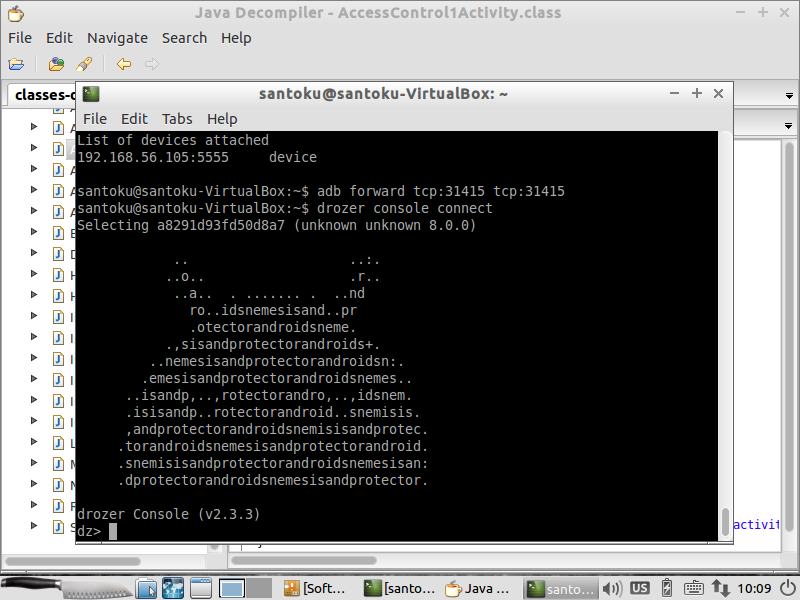 Java Decompiler - AccessControl1Activity.class
File Edit Navigate Search Help
classes-
santoku@santoku-VirtualBox: ~
File Edit Tabs Help
List of devices attached
192.168.56.105:5555 device
santoku@santoku-VirtualBox:~$ adb forward tcp:31415 tcp:31415
santoku@santoku-VirtualBox:~$ drozer console connect
Selecting a8291d93fd50d8a7 (unknown unknown 8.0.0)
.. ..:.
..o.. .r..
..a.. . ....... . ..nd
ro..idsnemesisand..pr
.otectorandroidsneme.
.,sisandprotectorandroids+.
..nemesisandprotectorandroidsn:.
.emesisandprotectorandroidsnemes..
..isandp,..,rotectorandro,..,idsnem.
.isisandp..rotectorandroid..snemisis.
,andprotectorandroidsnemisisandprotec.
.torandroidsnemesisandprotectorandroid.
.snemisisandprotectorandroidsnemesisan:
.dprotectorandroidsnemesisandprotector.
drozer Console (v2.3.3)
dz>
activit
[Soft... [santo... Java ... santo... US 10:09